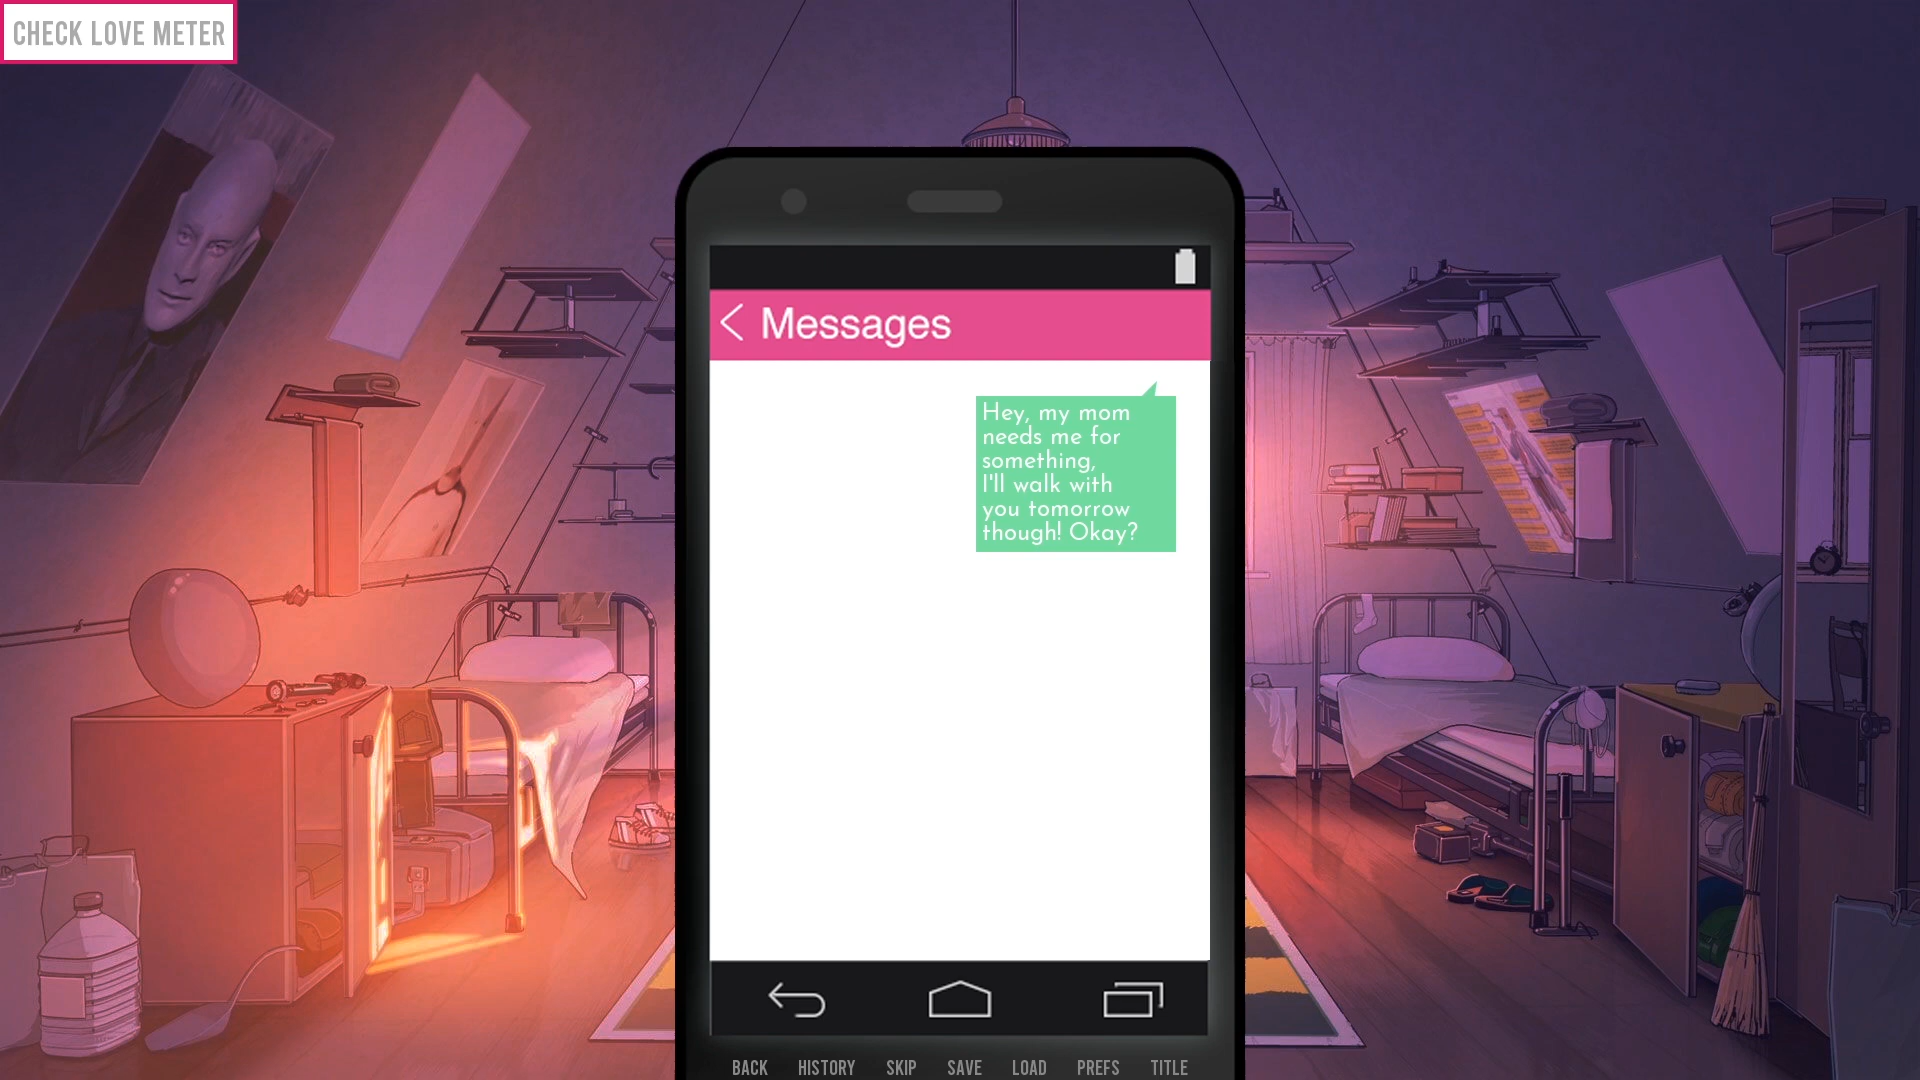 CHECK LOVE METER
Messages
Hey, my mom
needs me for
something,
I'll walk with
you tomorrow
though! Okay?
BACK HISTORY SKIP SAVE LOAD PREFS TITLE